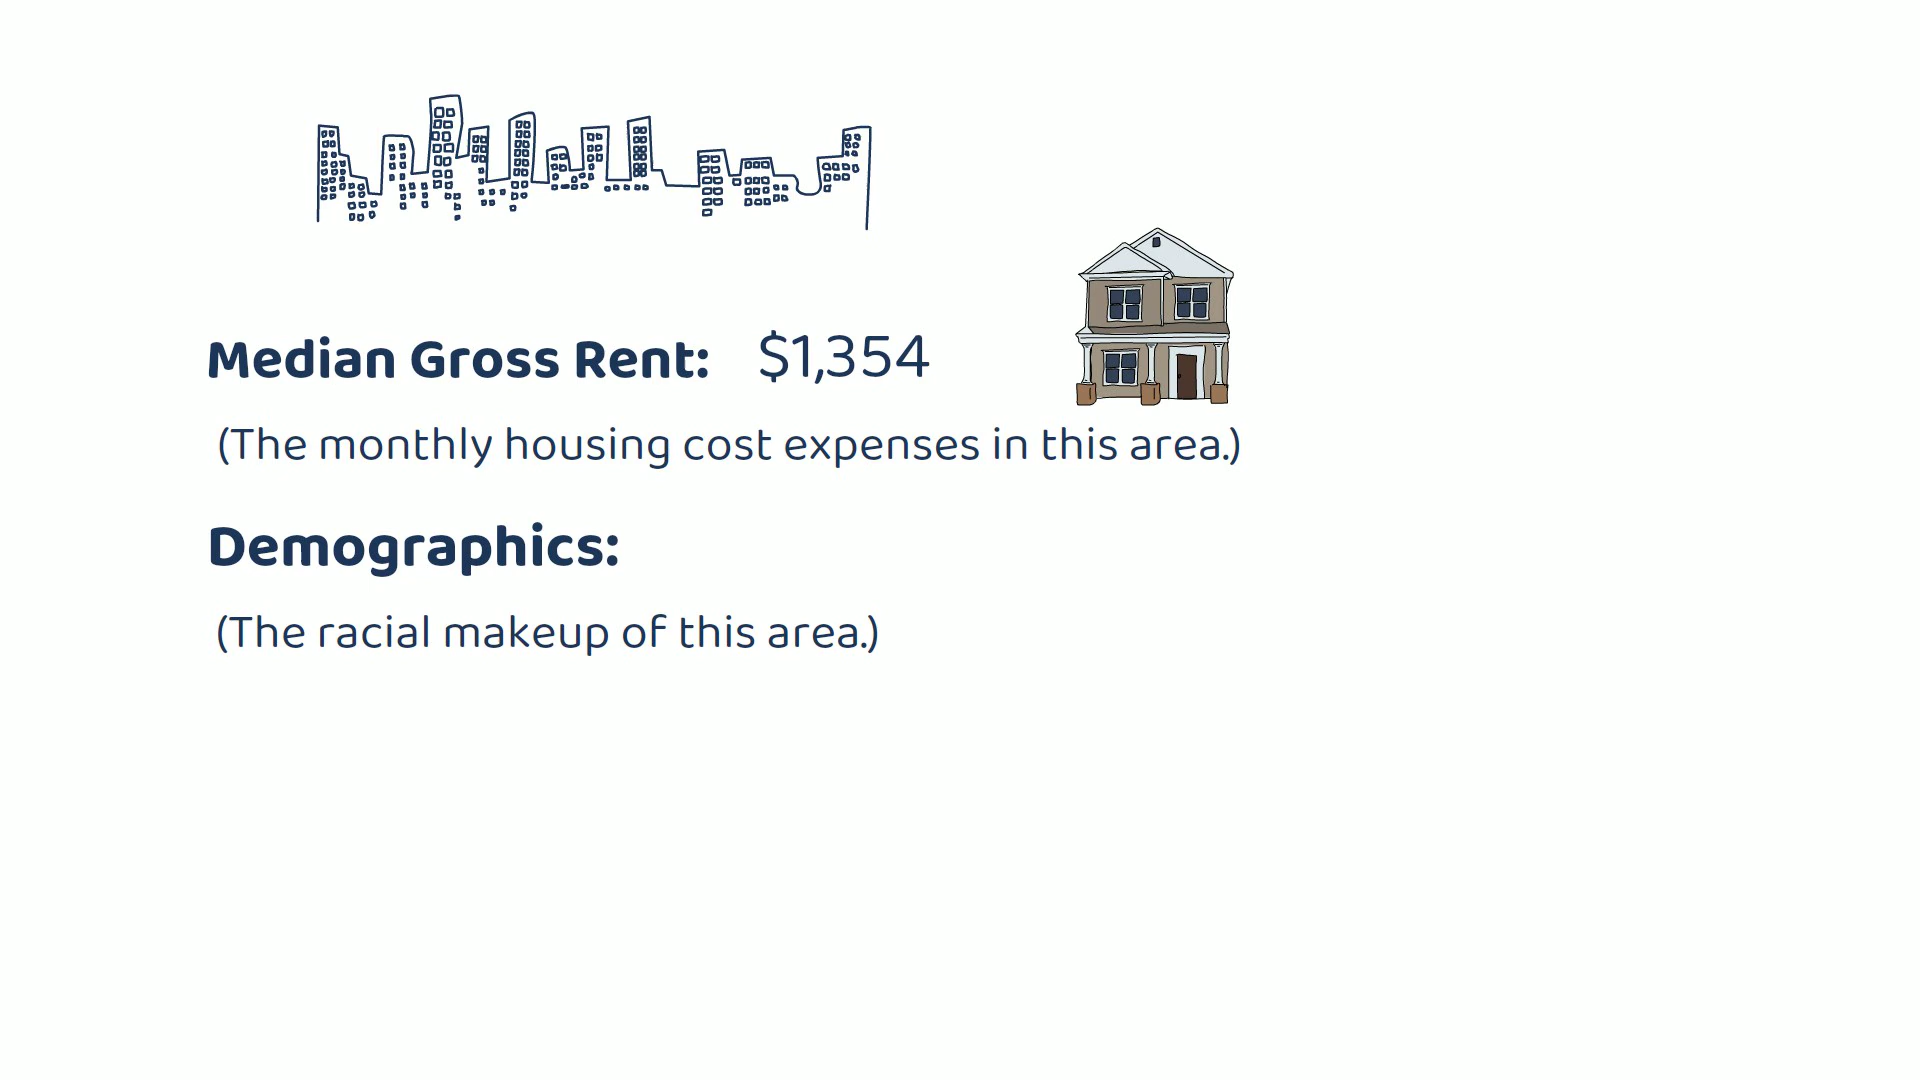 Median Gross Rent: $1,354
(The monthly housing cost expenses in this area.)
Demographics:
(The racial makeup of this area.)